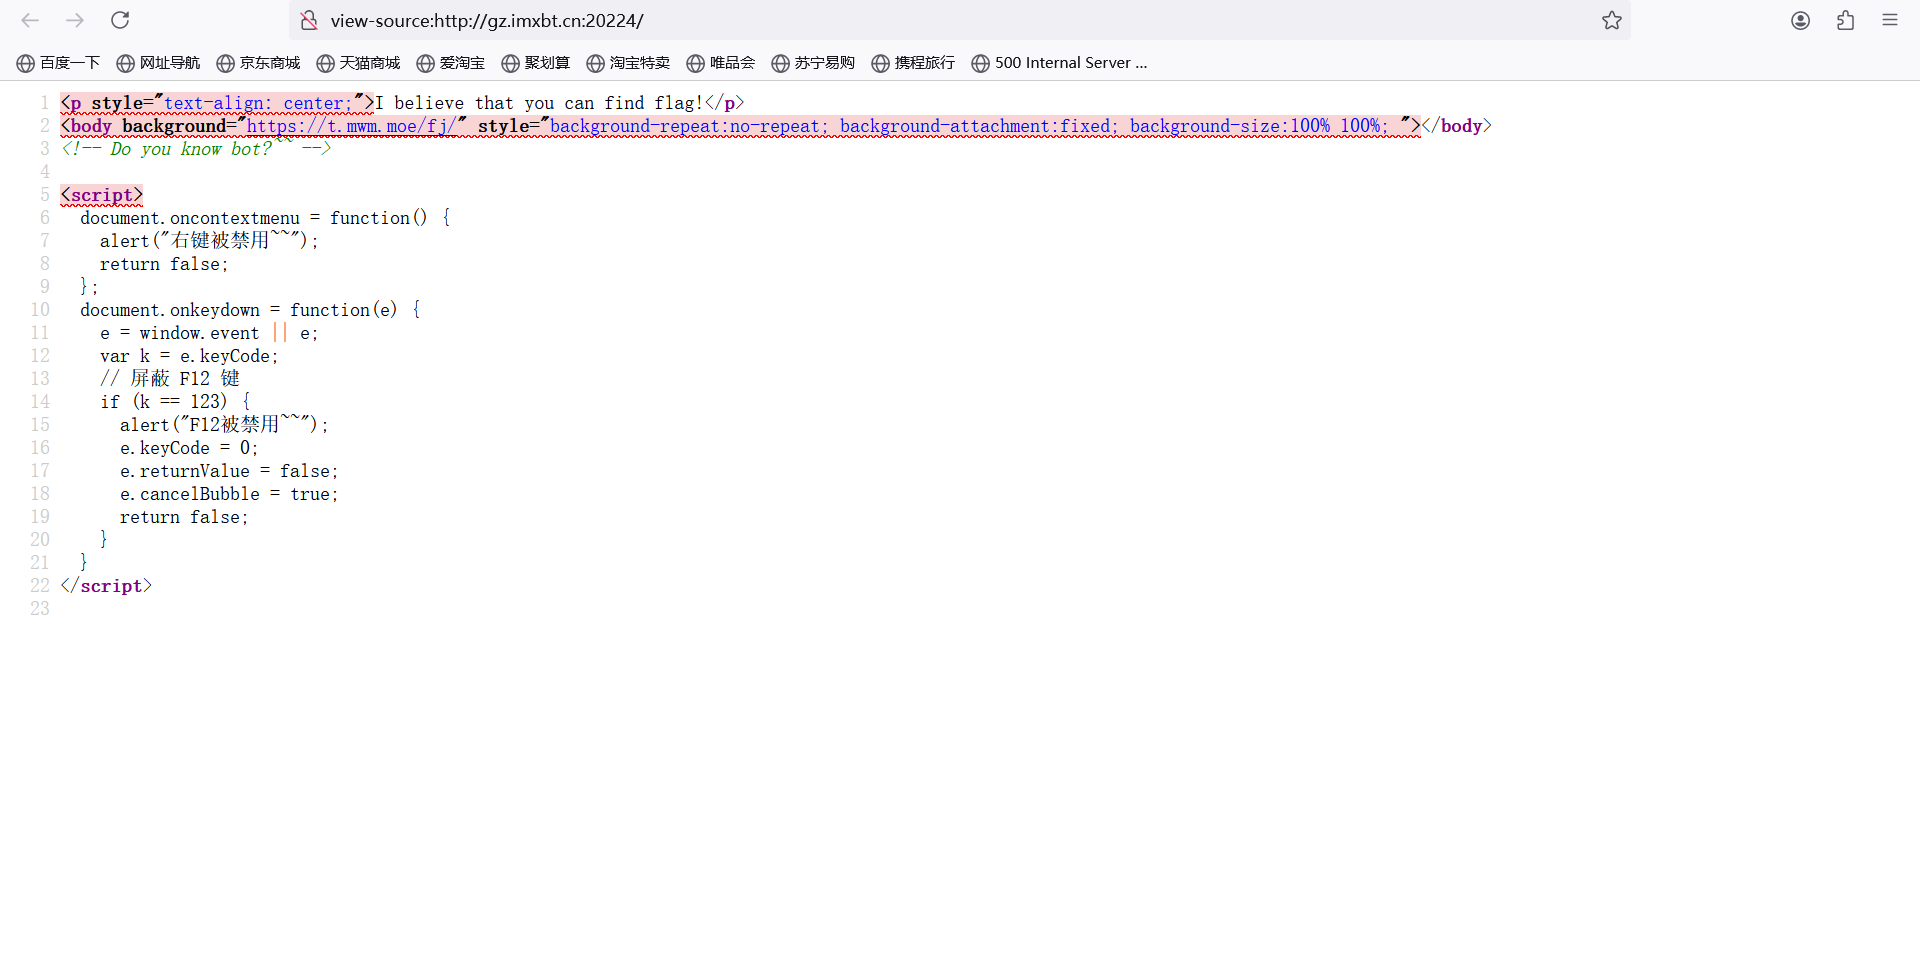 view-source:http://gz.imxbt.cn:20224/
百度一下 网址导航 京东商城 天猫商城 爱淘宝 聚划算 淘宝特卖 唯品会 苏宁易购 携程旅行 500 Internal Server ...
1 <p style="text-align: center;">I believe that you can find flag!</p>
2 <body background="https://t.mwm.moe/fj/" style="background-repeat:no-repeat; background-attachment:fixed; background-size:100% 100%; "></body>
3 <!-- Do you know bot?~~ -->
4
5 <script>
6   document.oncontextmenu = function() {
7     alert("右键被禁用~~");
8     return false;
9   };
10   document.onkeydown = function(e) {
11     e = window.event || e;
12     var k = e.keyCode;
13     // 屏蔽 F12 键
14     if (k == 123) {
15       alert("F12被禁用~~");
16       e.keyCode = 0;
17       e.returnValue = false;
18       e.cancelBubble = true;
19       return false;
20     }
21   }
22 </script>
23